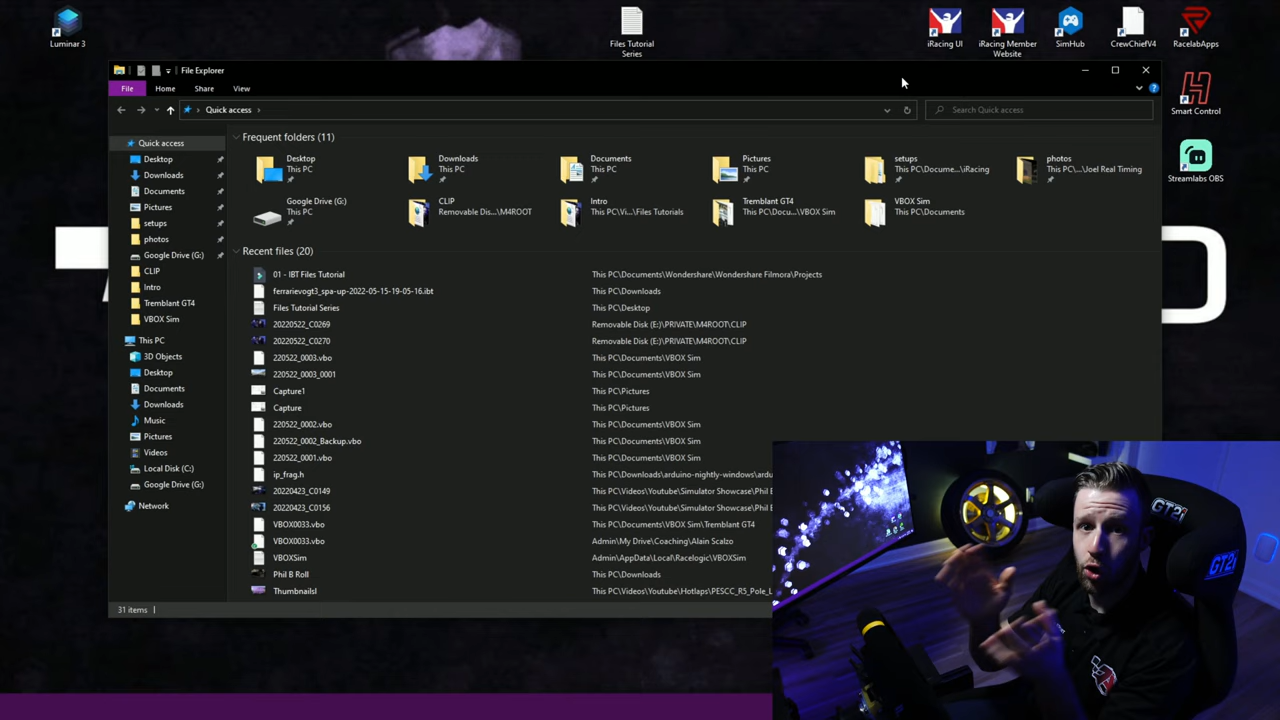 Luminar 3
Files Tutorial
Series
iRacing UI
iRacing Member
Website
SimHub
CrewChiefV4
RacelabApps
File Explorer
File
Home
Share
View
Quick access
Search Quick access
Smart Control
Streamlabs OBS
Quick access
Desktop
Downloads
Documents
Pictures
setups
photos
Google Drive (G:)
CLIP
Intro
Tremblant GT4
VBOX Sim
This PC
3D Objects
Desktop
Documents
Downloads
Music
Pictures
Videos
Local Disk (C:)
Google Drive (G:)
Network
Frequent folders (11)
Desktop
This PC
Downloads
This PC
Documents
This PC
Pictures
This PC
setups
This PC\Docume...\iRacing
photos
This PC\...\Joel Real Timing
Google Drive (G:)
This PC
CLIP
Removable Dis...\M4ROOT
Intro
This PC\Vi...\Files Tutorials
Tremblant GT4
This PC\Docu...\VBOX Sim
VBOX Sim
This PC\Documents
Recent files (20)
01 - IBT Files Tutorial This PC\Documents\Wondershare\Wondershare Filmora\Projects
ferrarievogt3_spa-up-2022-05-15-19-05-16.ibt This PC\Downloads
Files Tutorial Series This PC\Desktop
20220522_C0269 Removable Disk (E:)\PRIVATE\M4ROOT\CLIP
20220522_C0270 Removable Disk (E:)\PRIVATE\M4ROOT\CLIP
220522_0003.vbo This PC\Documents\VBOX Sim
220522_0003_0001 This PC\Documents\VBOX Sim
Capture1 This PC\Pictures
Capture This PC\Pictures
220522_0002.vbo This PC\Documents\VBOX Sim
220522_0002_Backup.vbo This PC\Documents\VBOX Sim
220522_0001.vbo This PC\Documents\VBOX Sim
ip_frag.h This PC\Downloads\arduino-nightly-windows\ardu
20220423_C0149 This PC\Videos\Youtube\Simulator Showcase\Phil B
20220423_C0156 This PC\Videos\Youtube\Simulator Showcase\Phil B
VBOX0033.vbo This PC\Documents\VBOX Sim\Tremblant GT4
VBOX0033.vbo Admin\My Drive\Coaching\Alain Scalzo
VBOXSim Admin\AppData\Local\Racelogic\VBOXSim
Phil B Roll This PC\Downloads
ThumbnailsI This PC\Videos\Youtube\Hotlaps\PESCC_R5_Pole_L
31 items
GT2i
GT2i